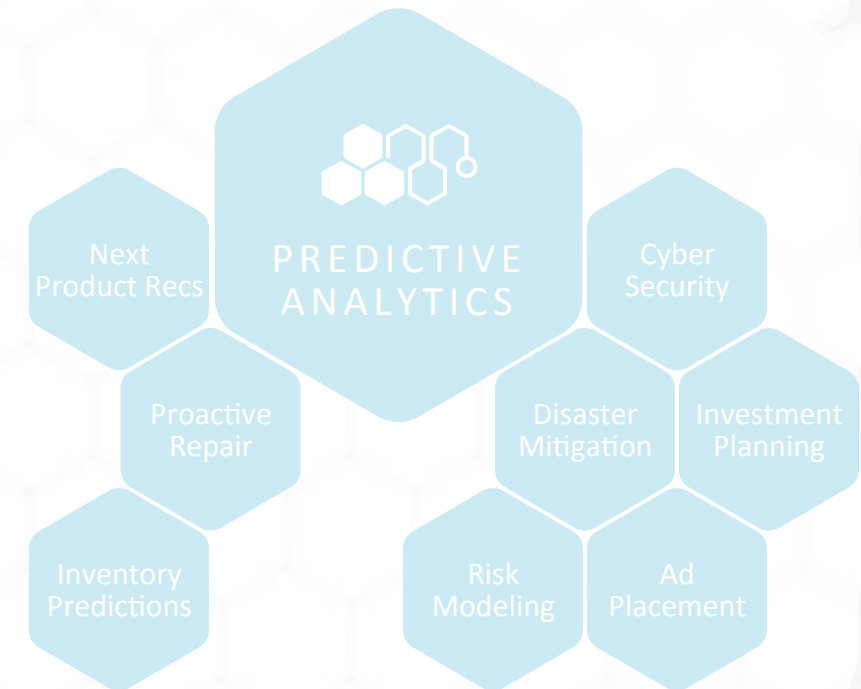 PREDICTIVE
ANALYTICS
Next
Product Recs
Cyber
Security
Proactive
Repair
Disaster
Mitigation
Investment
Planning
Inventory
Predictions
Risk
Modeling
Ad
Placement